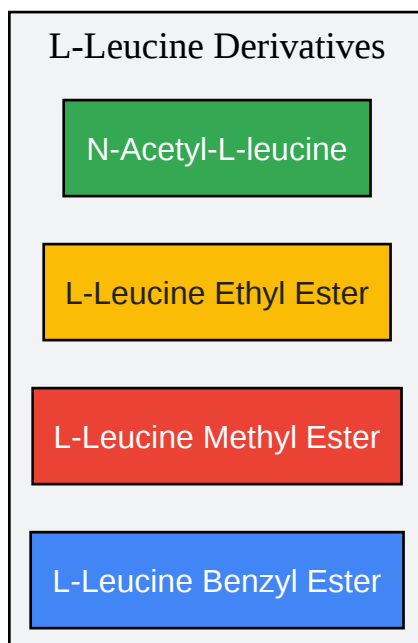 L-Leucine Derivatives
N-Acetyl-L-leucine
L-Leucine Ethyl Ester
L-Leucine Methyl Ester
L-Leucine Benzyl Ester